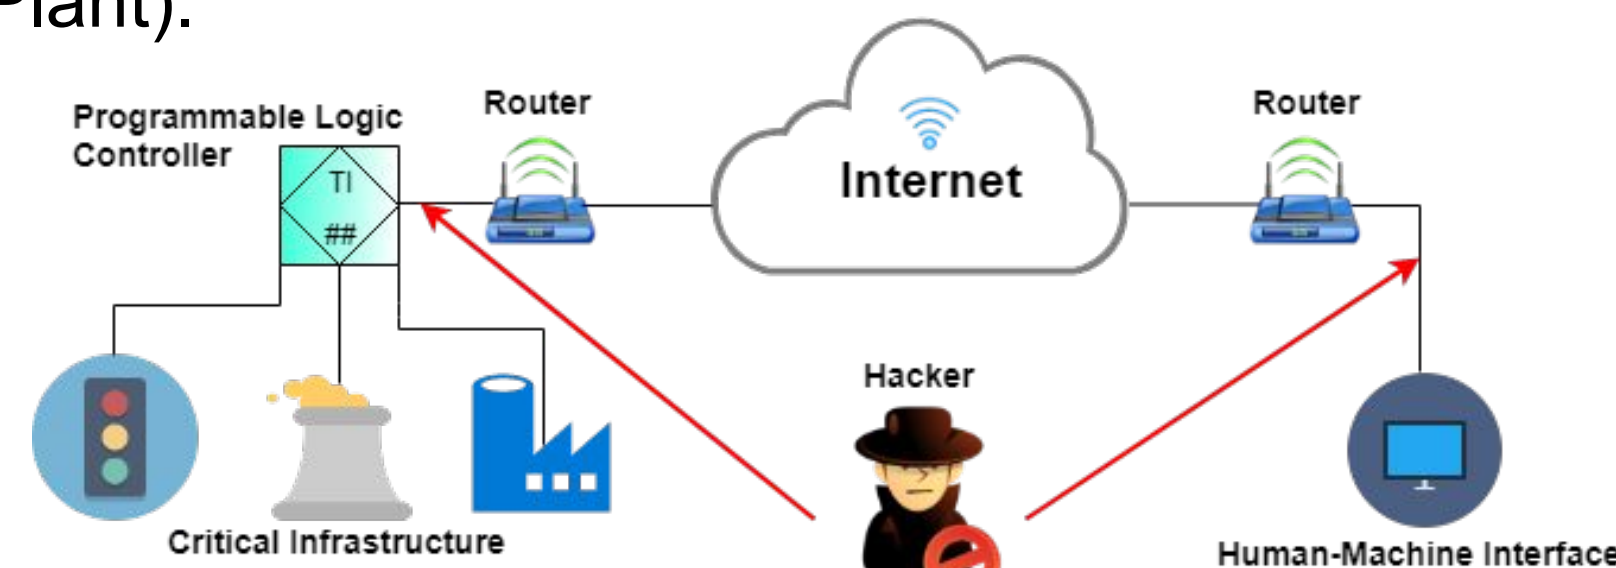 Plant).
Programmable Logic
Controller
Router
Internet
Router
TI
##
Hacker
Critical Infrastructure
Human-Machine Interface